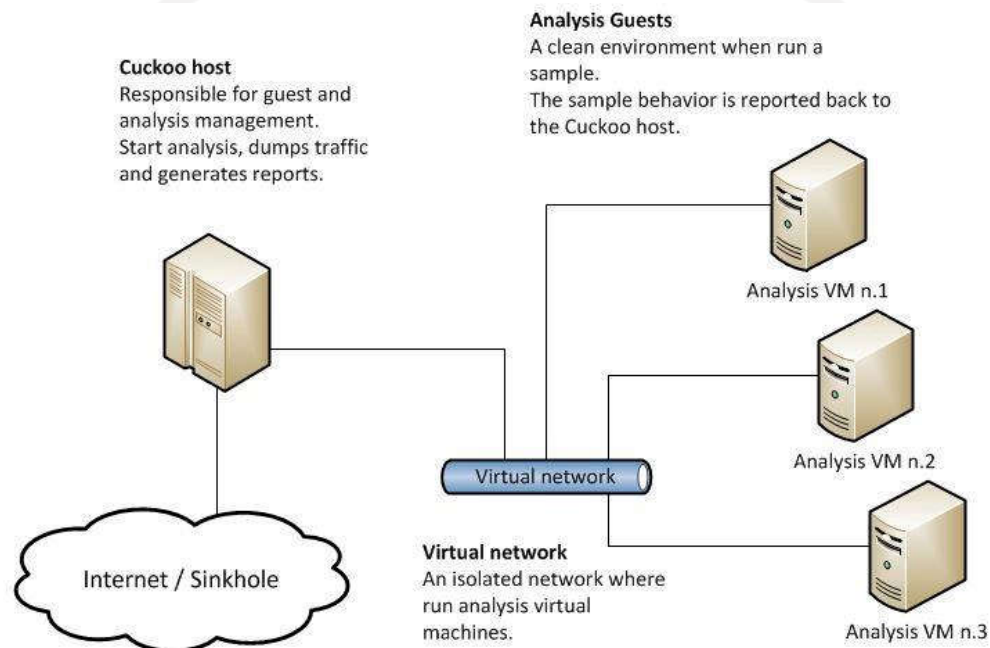 Cuckoo host
Responsible for guest and
analysis management.
Start analysis, dumps traffic
and generates reports.
Analysis Guests
A clean environment when run a
sample.
The sample behavior is reported back to
the Cuckoo host.
Analysis VM n.1
Analysis VM n.2
Virtual network
Analysis VM n.3
Virtual network
An isolated network where
run analysis virtual
machines.
Internet / Sinkhole